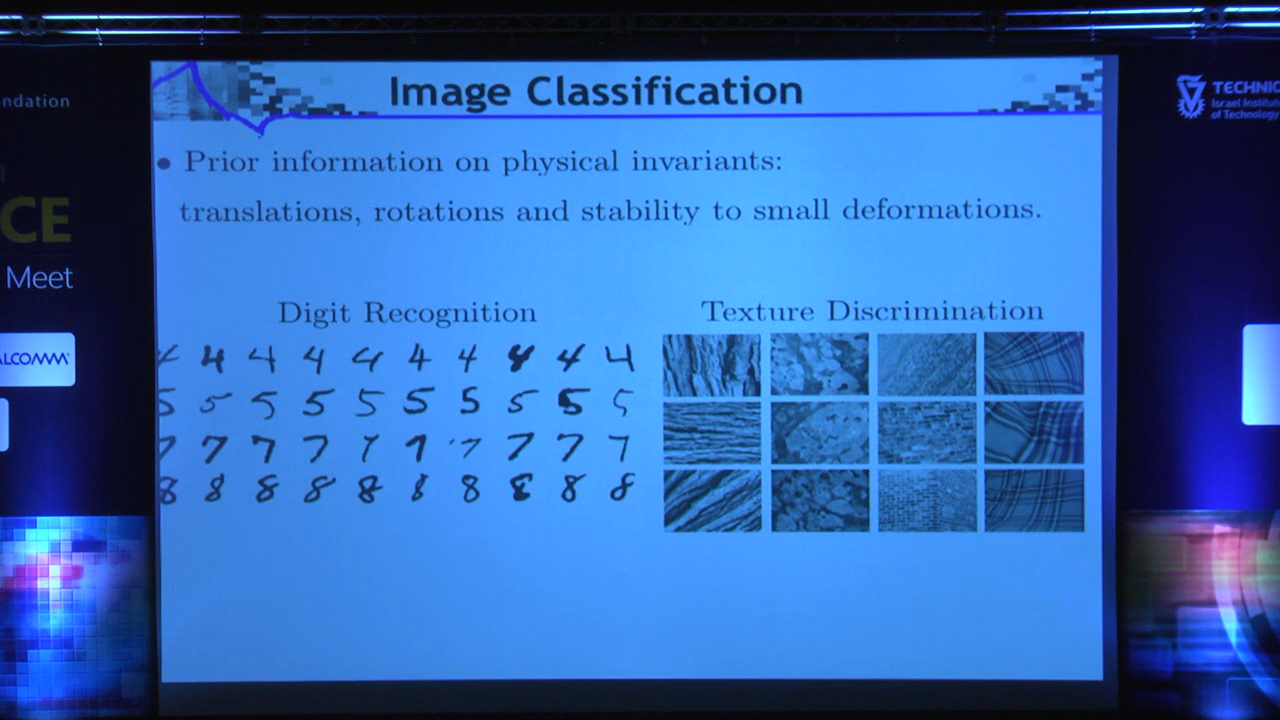 Image Classification
• Prior information on physical invariants:
translations, rotations and stability to small deformations.
Digit Recognition
Texture Discrimination
4 4 4 4 4 4 4 4 4 4
5 5 5 5 5 5 5 5 5 5
7 7 7 7 7 7 7 7 7 7
8 8 8 8 8 8 8 8 8 8
ndation
CE
Meet
ALCOMM
TECHNIC
Israel Institu
of Technology